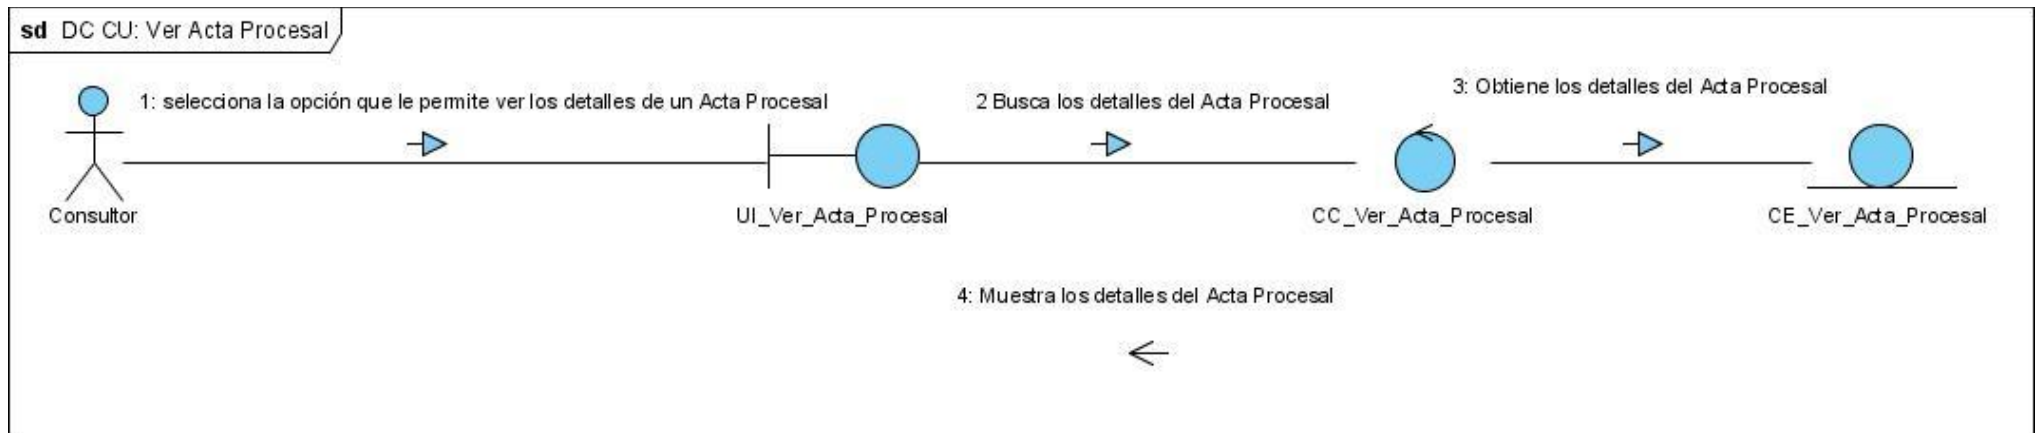 sd DC CU: Ver Acta Procesal
1: selecciona la opción que le permite ver los detalles de un Acta Procesal
2 Busca los detalles del Acta Procesal
3: Obtiene los detalles del Acta Procesal
Consultor
UI_Ver_Acta_Procesal
CC_Ver_Acta_Procesal
CE_Ver_Acta_Procesal
4: Muestra los detalles del Acta Procesal